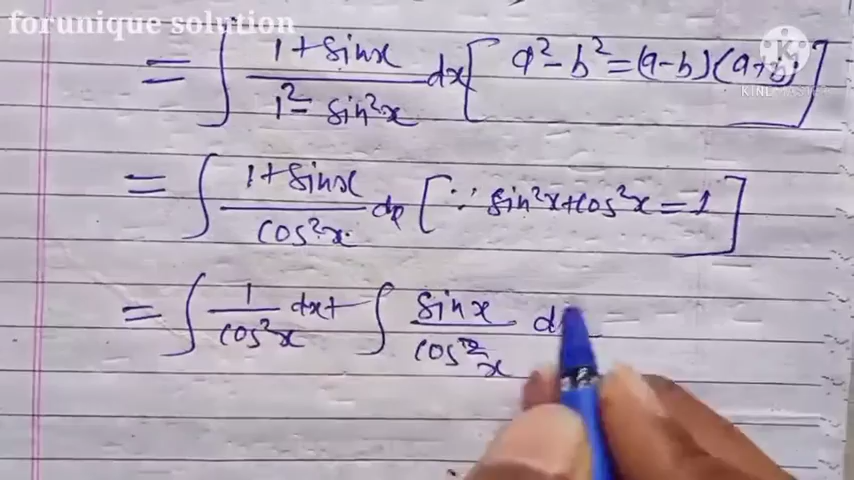 forunique solution
= ∫ 1+sinx / 1²- sin²x dx [ a²-b²=(a-b)(a+b) ]
KINEMASTER
= ∫ 1+sinx / cos²x dx [ ∵ sin²x+cos²x=1 ]
= ∫ 1/cos²x dx + ∫ sinx / cos²x d